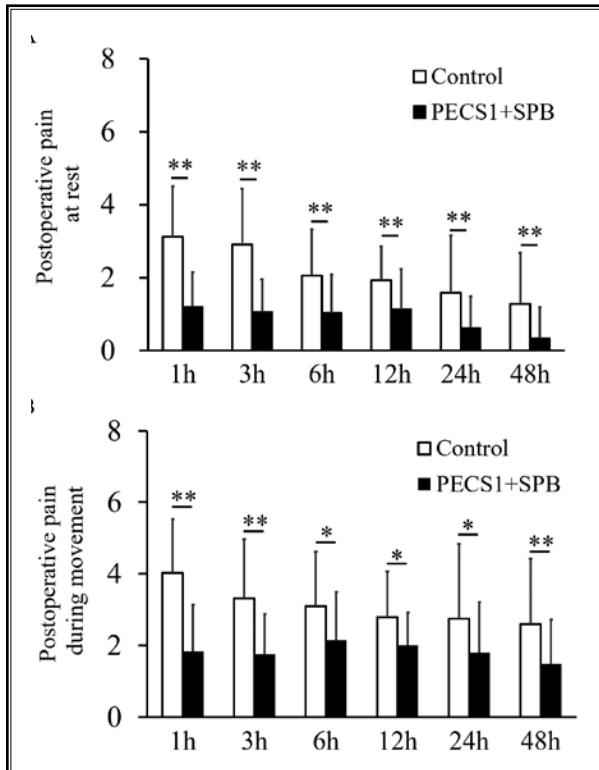 8
Control
PECS1+SPB
6
Postoperative pain
at rest
** ** ** ** ** **
4
2
0
1h 3h 6h 12h 24h 48h
8
Control
PECS1+SPB
6
Postoperative pain
during movement
** ** * * * **
4
2
0
1h 3h 6h 12h 24h 48h